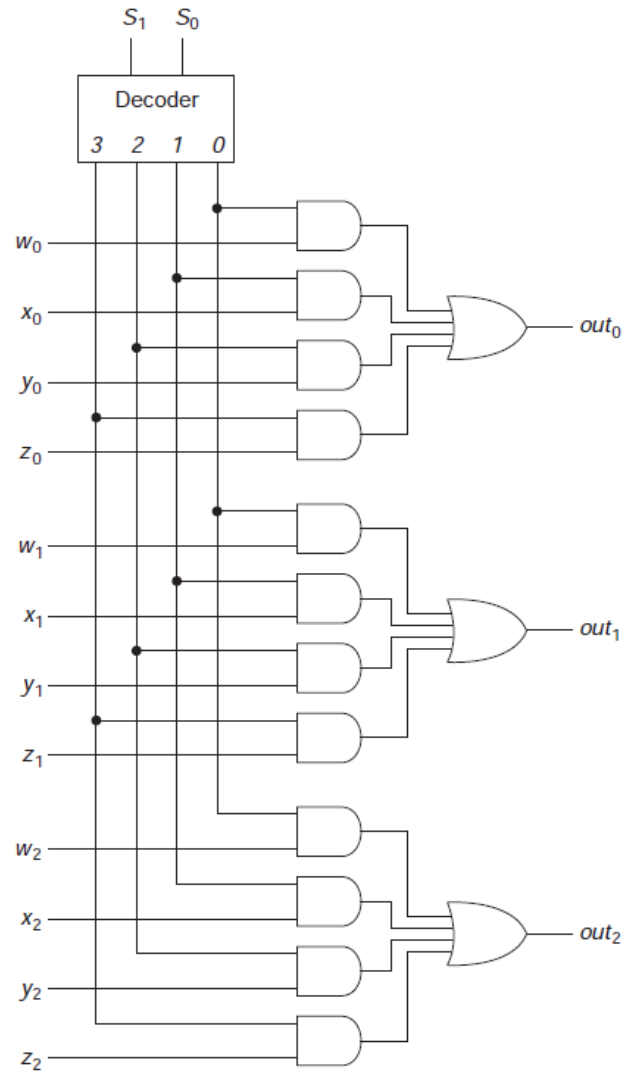 S₁ S₀
Decoder
3 2 1 0
w₀
x₀
out₀
y₀
z₀
w₁
x₁
out₁
y₁
z₁
w₂
x₂
out₂
y₂
z₂